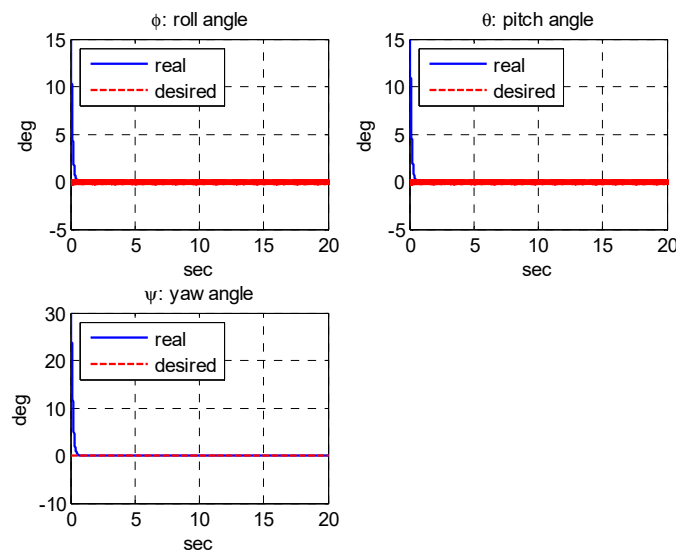 ϕ: roll angle
15
10
5
0
-5
deg
real
desired
0 5 10 15 20
sec
θ: pitch angle
15
10
5
0
-5
deg
real
desired
0 5 10 15 20
sec
ψ: yaw angle
30
20
10
0
-10
deg
real
desired
0 5 10 15 20
sec